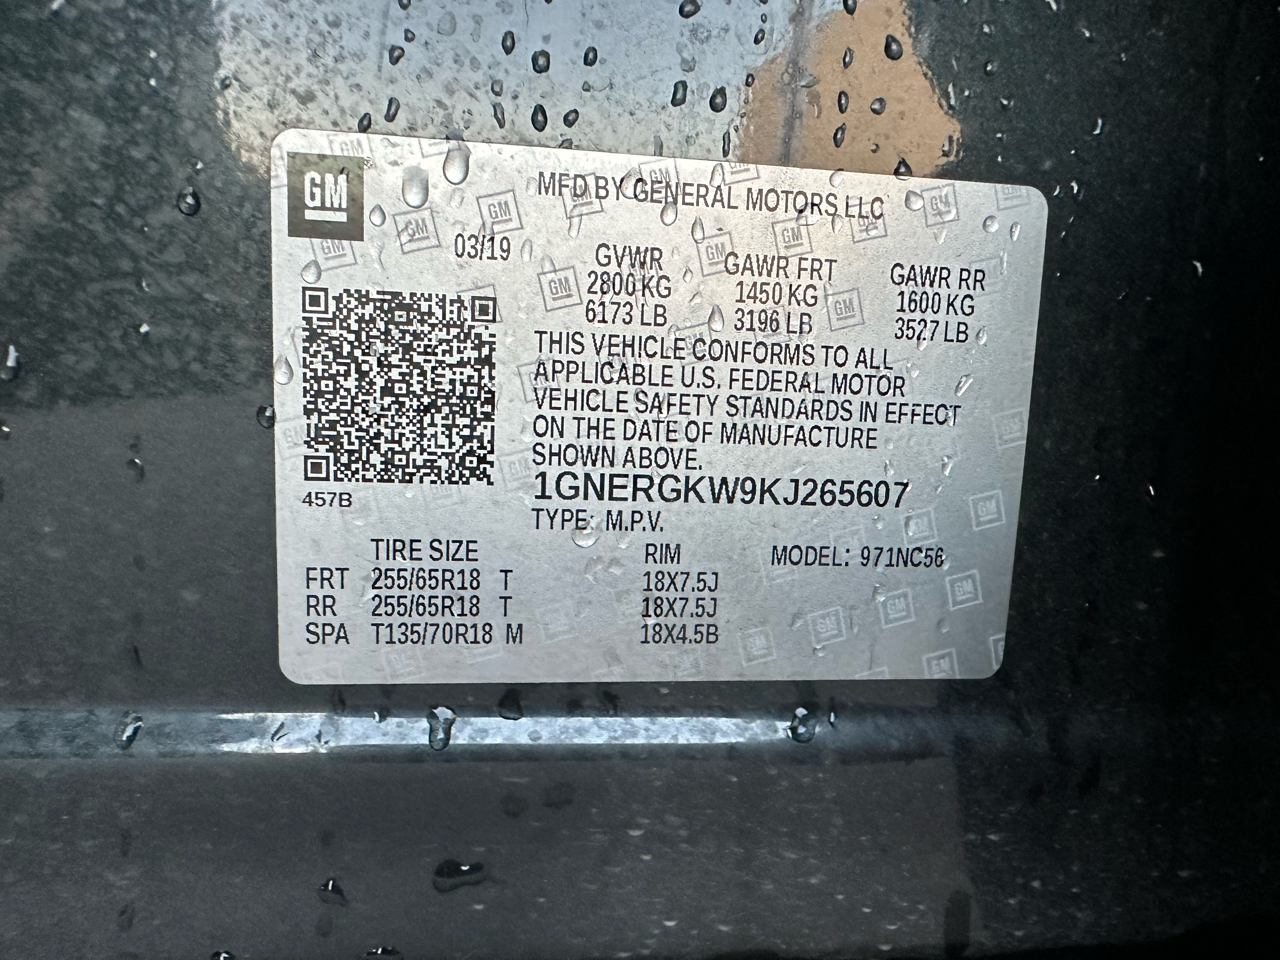 GM
MFD BY GENERAL MOTORS LLC
03/19
GVWR GAWR FRT GAWR RR
2800 KG 1450 KG 1600 KG
6173 LB 3196 LB 3527 LB
THIS VEHICLE CONFORMS TO ALL
APPLICABLE U.S. FEDERAL MOTOR
VEHICLE SAFETY STANDARDS IN EFFECT
ON THE DATE OF MANUFACTURE
SHOWN ABOVE.
1GNERGKW9KJ265607
457B
TYPE: M.P.V.
TIRE SIZE RIM MODEL: 971NC56
FRT 255/65R18 T 18X7.5J
RR 255/65R18 T 18X7.5J
SPA T135/70R18 M 18X4.5B